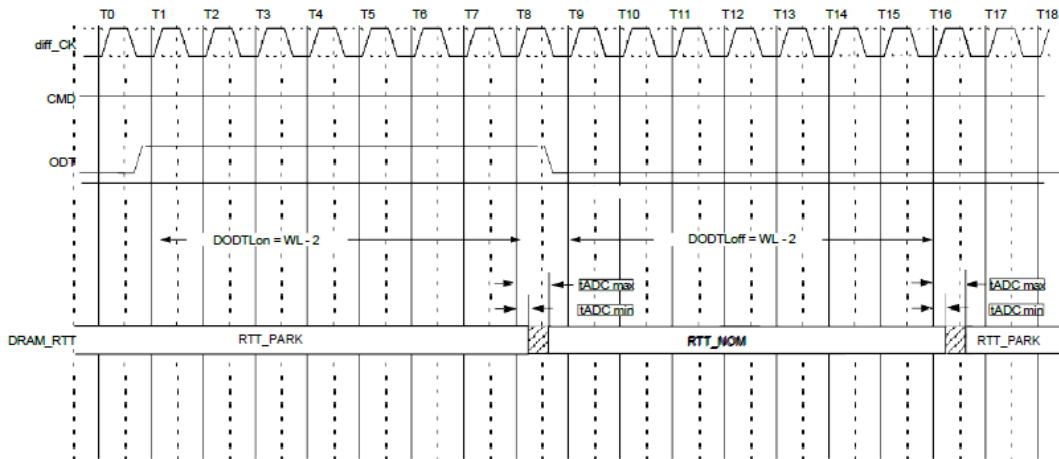 T0 T1 T2 T3 T4 T5 T6 T7 T8 T9 T10 T11 T12 T13 T14 T15 T16 T17 T18
diff_CK
CMD
ODT
DODTLon = WL - 2 DODTLoff = WL - 2
tADC max tADC max
tADC min tADC min
DRAM_RTT RTT_PARK RTT_NOM RTT_PARK